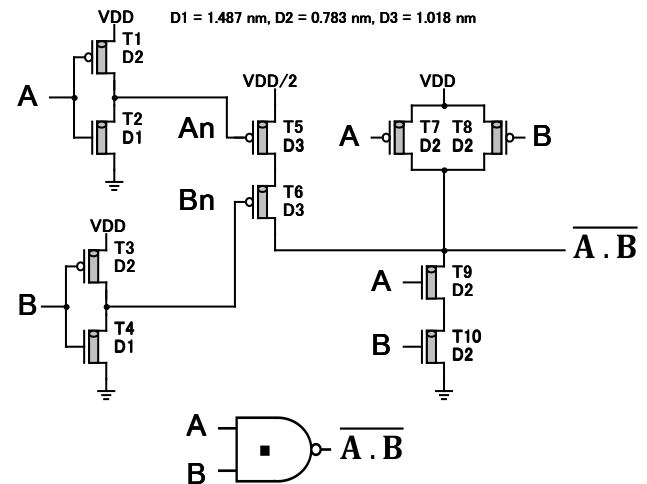 D1 = 1.487 nm, D2 = 0.783 nm, D3 = 1.018 nm
VDD
T1
D2
A
T2
D1
VDD/2
An
T5
D3
Bn
T6
D3
VDD
A
T7
D2
T8
D2
B
VDD
T3
D2
B
T4
D1
A
T9
D2
B
T10
D2
A . B
A
B
A . B